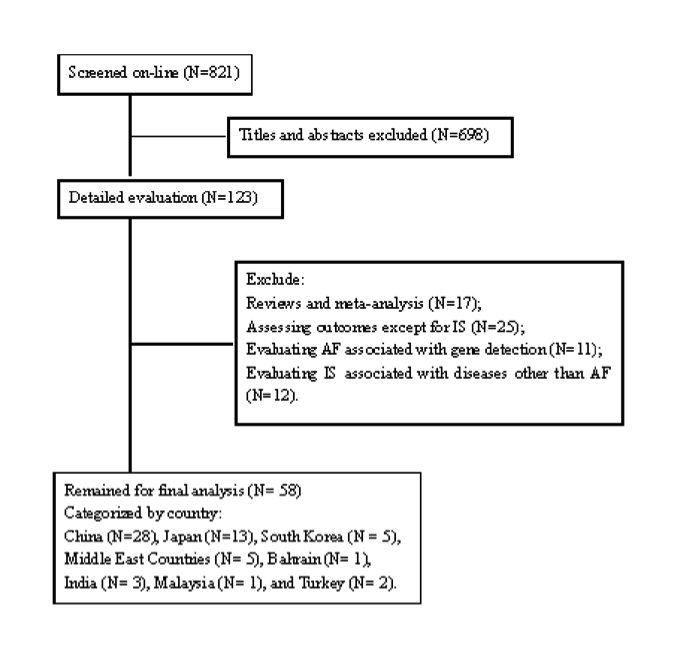 Screened on-line (N=821)
Titles and abstracts excluded (N=698)
Detailed evaluation (N=123)
Exclude:
Reviews and meta-analysis (N=17);
Assessing outcomes except for IS (N=25);
Evaluating AF associated with gene detection (N=11);
Evaluating IS associated with diseases other than AF
(N=12).
Remained for final analysis (N= 58)
Categorized by country:
China (N=28), Japan (N=13), South Korea (N = 5),
Middle East Countries (N= 5), Bahrain (N= 1),
India (N= 3), Malaysia (N= 1), and Turkey (N= 2).